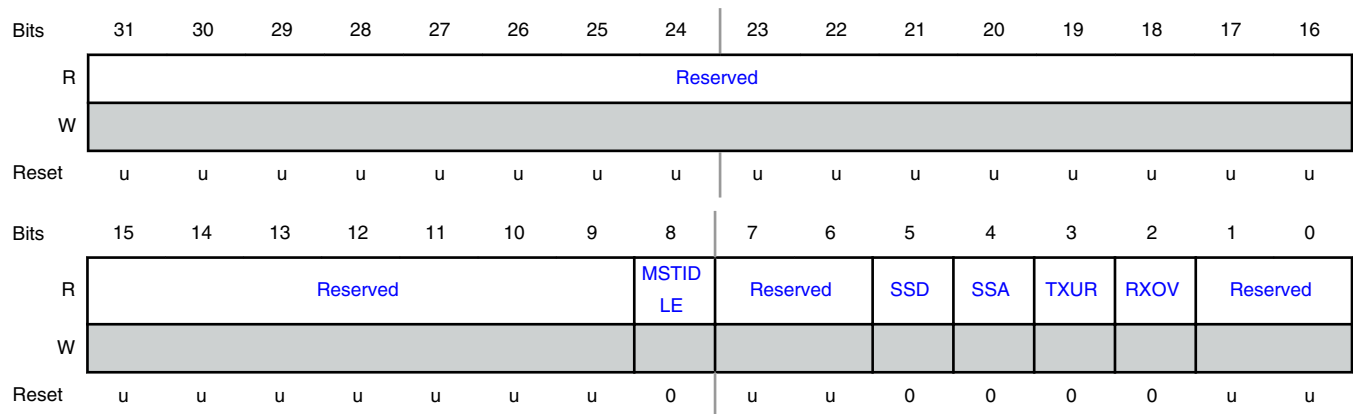 Bits 31 30 29 28 27 26 25 24 23 22 21 20 19 18 17 16
R Reserved
W
Reset u u u u u u u u u u u u u u u u
Bits 15 14 13 12 11 10 9 8 7 6 5 4 3 2 1 0
R Reserved MSTID
LE Reserved SSD SSA TXUR RXOV Reserved
W
Reset u u u u u u u 0 u u 0 0 0 0 u u